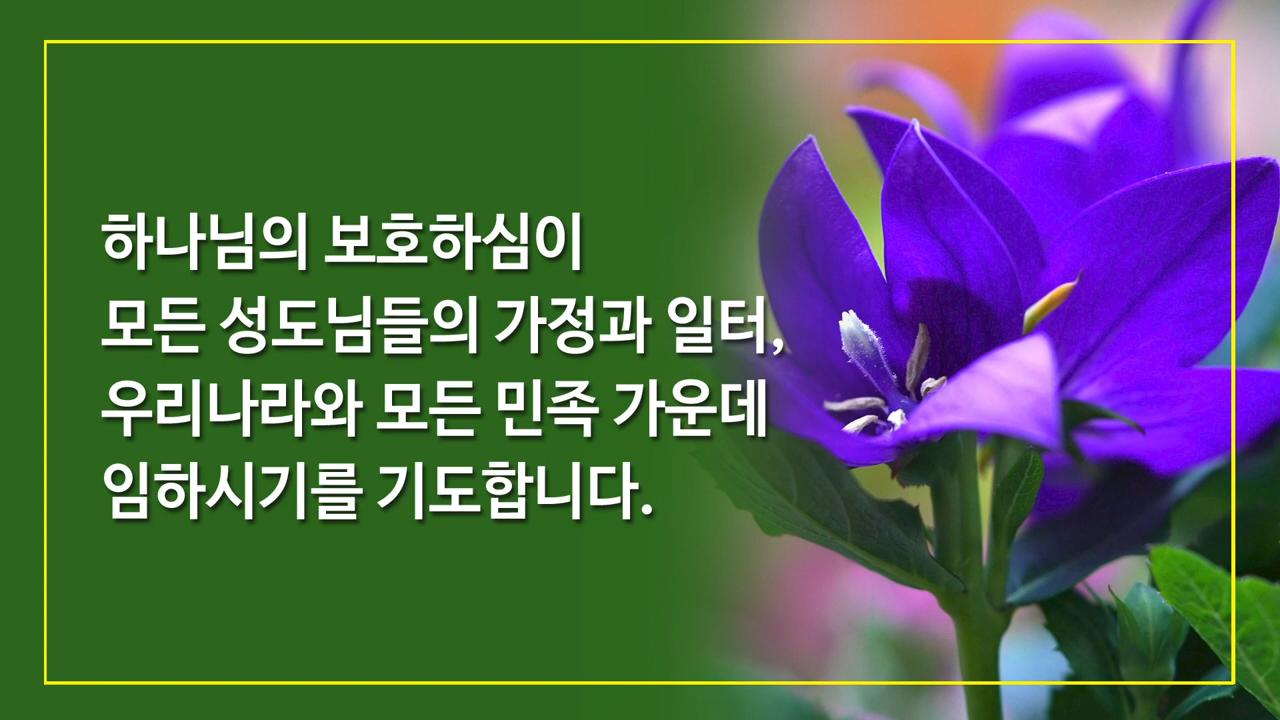 하나님의 보호하심이
모든 성도님들의 가정과 일터,
우리나라와 모든 민족 가운데
임하시기를 기도합니다.